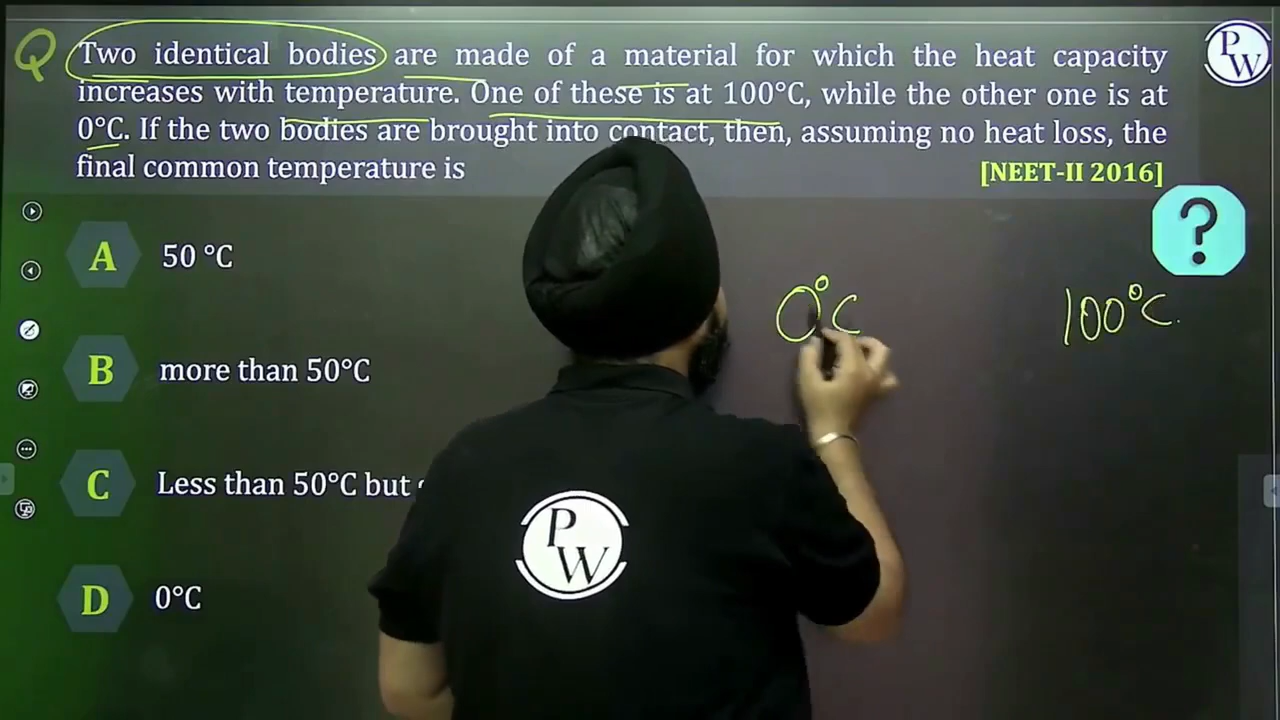 Q Two identical bodies are made of a material for which the heat capacity
increases with temperature. One of these is at 100°C, while the other one is at
0°C. If the two bodies are brought into contact, then, assuming no heat loss, the
final common temperature is [NEET-II 2016]
A 50 °C
B more than 50°C
C Less than 50°C but
D 0°C
0°C 100°C.
PW
PW
?